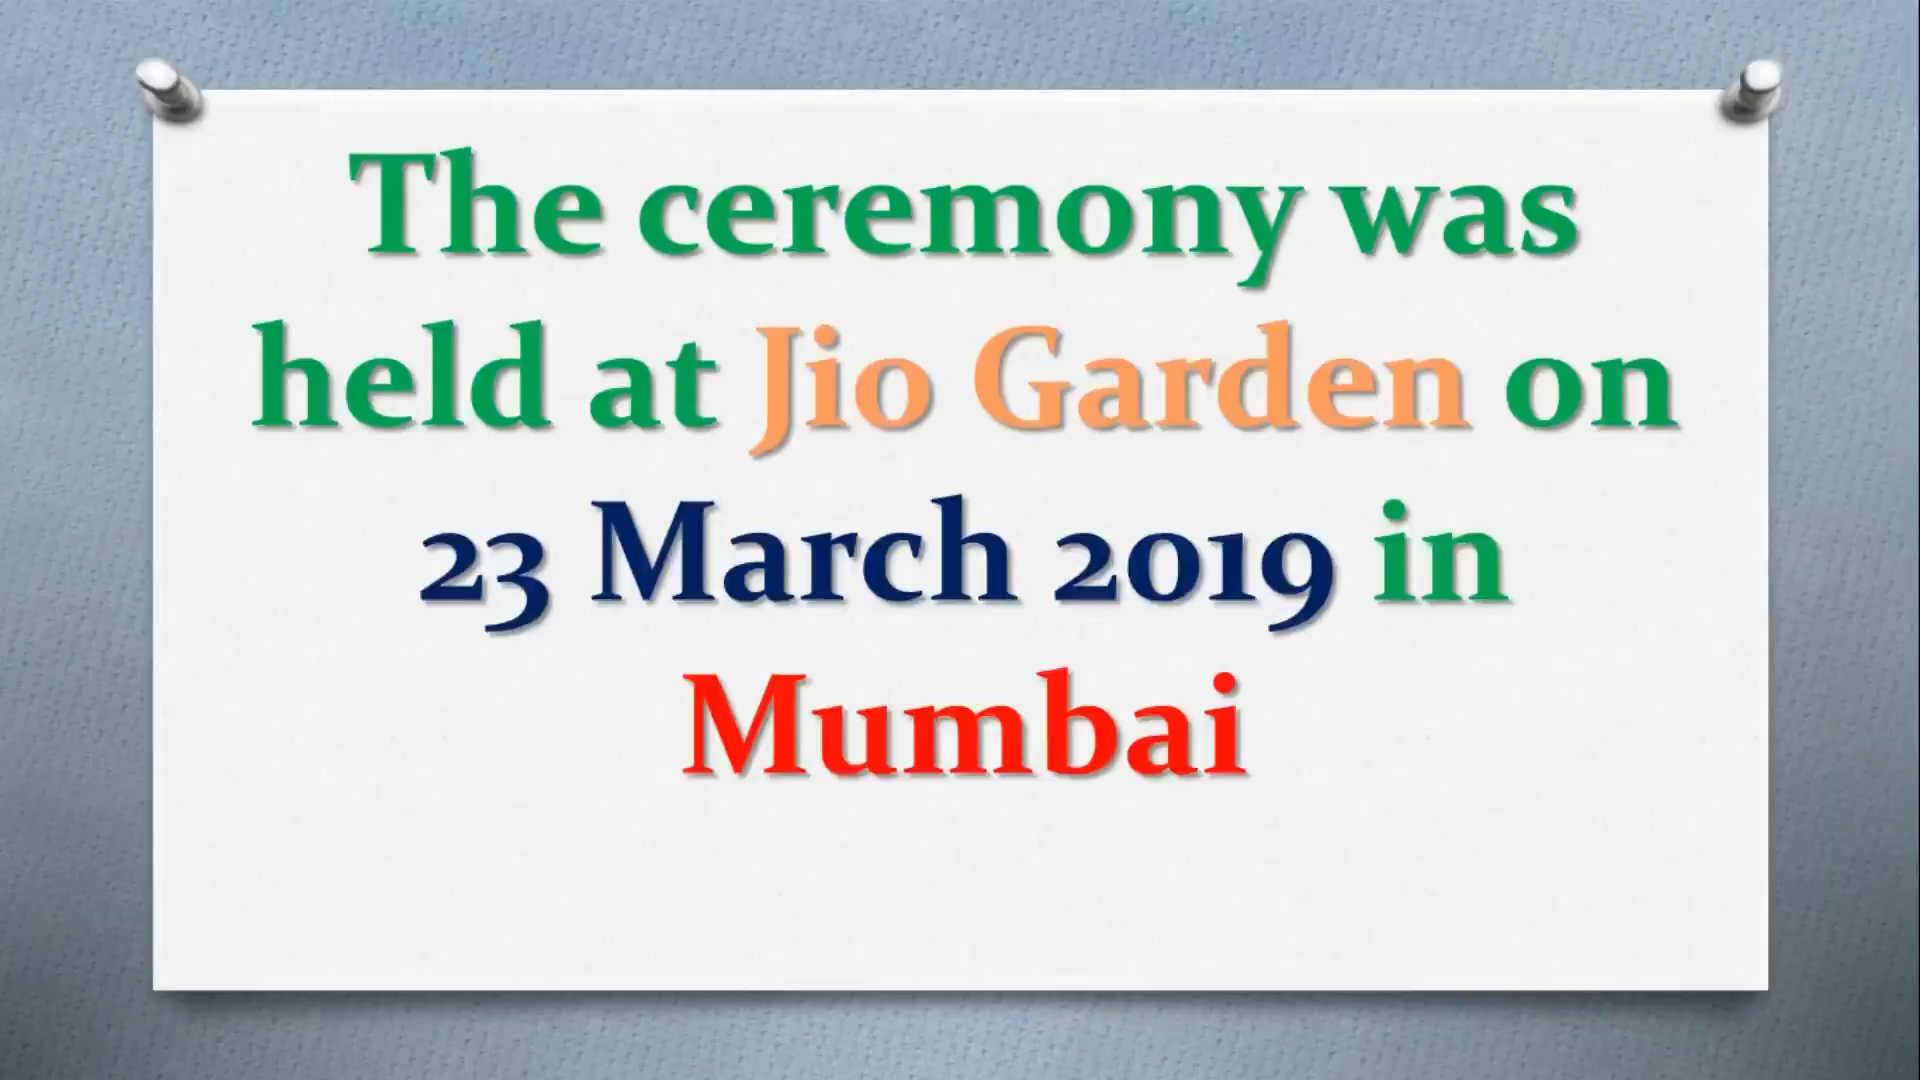 The ceremony was
held at Jio Garden on
23 March 2019 in
Mumbai